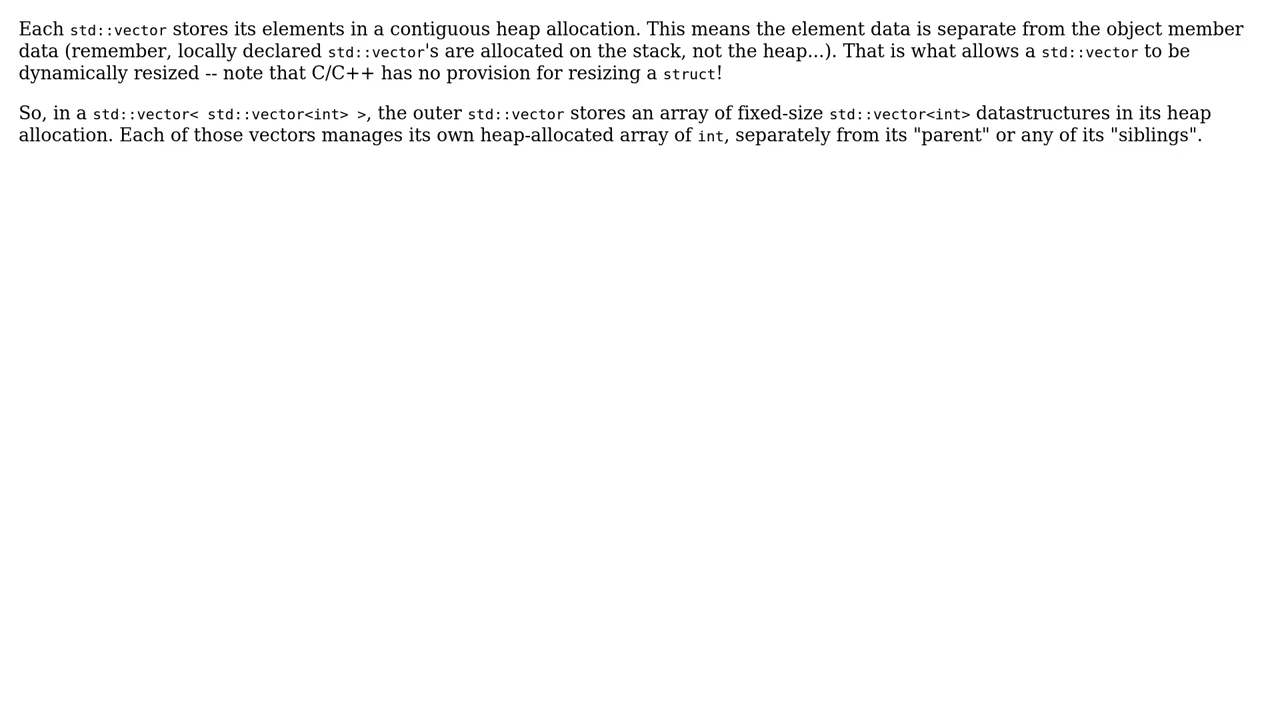 Each std::vector stores its elements in a contiguous heap allocation. This means the element data is separate from the object member
data (remember, locally declared std::vector's are allocated on the stack, not the heap...). That is what allows a std::vector to be
dynamically resized -- note that C/C++ has no provision for resizing a struct!
So, in a std::vector< std::vector<int> >, the outer std::vector stores an array of fixed-size std::vector<int> datastructures in its heap
allocation. Each of those vectors manages its own heap-allocated array of int, separately from its "parent" or any of its "siblings".